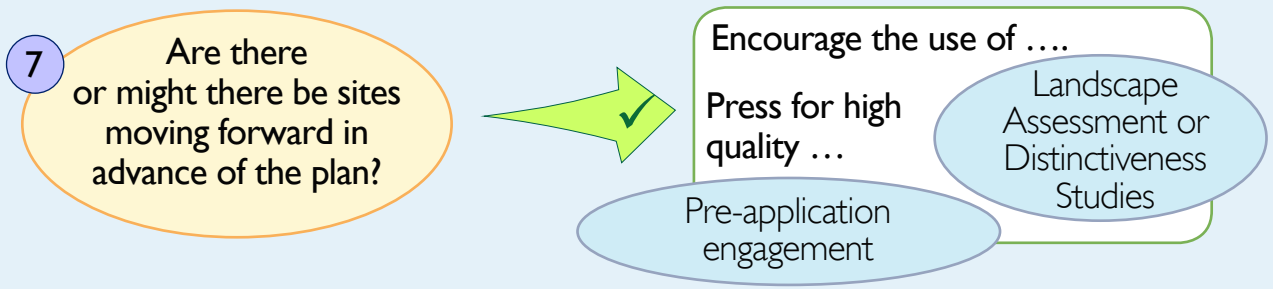 7
Are there
or might there be sites
moving forward in
advance of the plan?
✓
Encourage the use of ....
Landscape
Assessment or
Distinctiveness
Studies
Press for high
quality ...
Pre-application
engagement